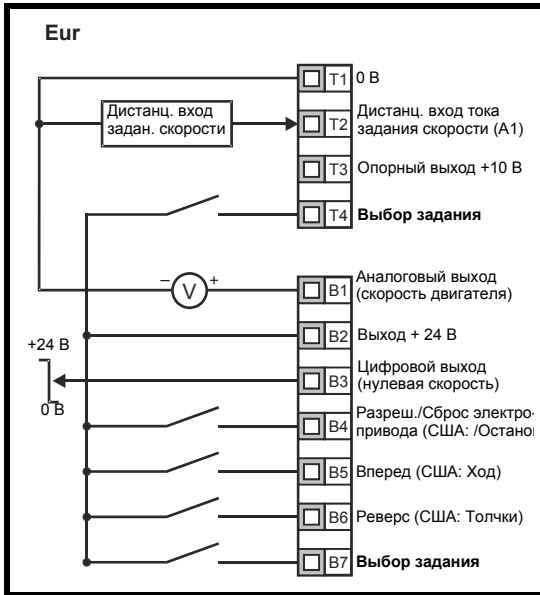 Eur
T1 0 В
Дистанц. вход
задан. скорости
T2 Дистанц. вход тока
задания скорости (A1)
T3 Опорный выход +10 В
T4 Выбор задания
– V +
B1 Аналоговый выход
(скорость двигателя)
B2 Выход + 24 В
+24 В
0 В
B3 Цифровой выход
(нулевая скорость)
B4 Разреш./Сброс электро-
привода (США: /Остано
B5 Вперед (США: Ход)
B6 Реверс (США: Толчки)
B7 Выбор задания